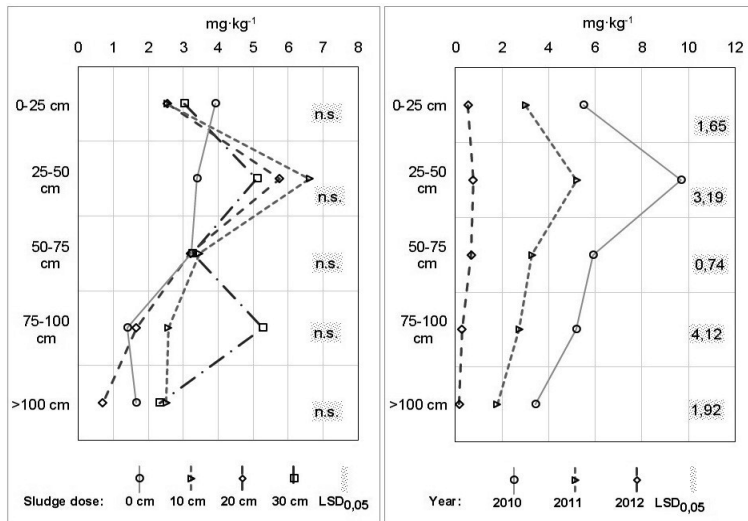 mg·kg⁻¹
0 1 2 3 4 5 6 7 8
0-25 cm
n.s.
25-50 cm
n.s.
50-75 cm
n.s.
75-100 cm
n.s.
>100 cm
n.s.
Sludge dose: 0 cm 10 cm 20 cm 30 cm LSD0,05
mg·kg⁻¹
0 2 4 6 8 10 12
0-25 cm
1,65
25-50 cm
3,19
50-75 cm
0,74
75-100 cm
4,12
>100 cm
1,92
Year: 2010 2011 2012 LSD0,05